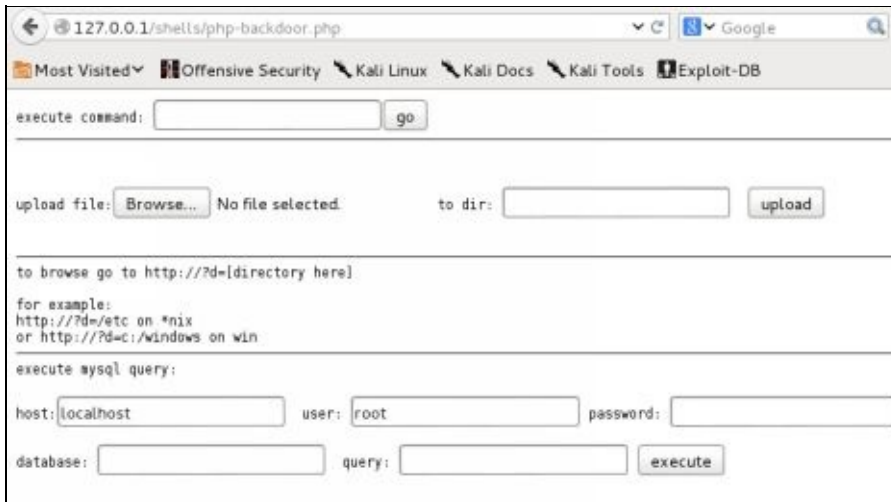 127.0.0.1/shells/php-backdoor.php Google
Most Visited Offensive Security Kali Linux Kali Docs Kali Tools Exploit-DB
execute command: go
upload file: Browse... No file selected. to dir: upload
to browse go to http://?d=[directory here]
for example:
http://?d=/etc on *nix
or http://?d=c:/windows on win
execute mysql query:
host: localhost user: root password:
database: query: execute